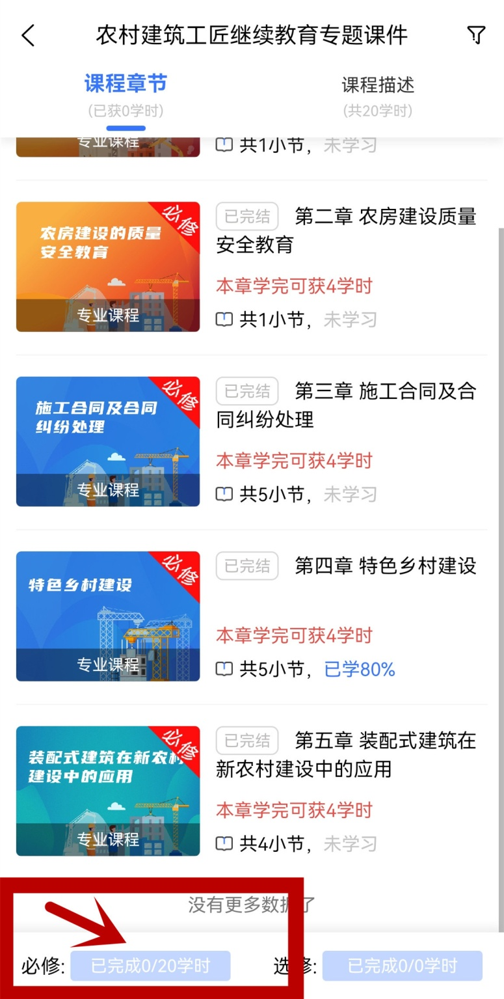 农村建筑工匠继续教育专题课件
课程章节
课程描述
(已获0学时)
(共20学时)
专业课程
共1小节，未学习
必修
农房建设的质量
安全教育
专业课程
已完结 第二章 农房建设质量
安全教育
本章学完可获4学时
共1小节，未学习
必修
施工合同及合同
纠纷处理
专业课程
已完结 第三章 施工合同及合
同纠纷处理
本章学完可获4学时
共5小节，未学习
必修
特色乡村建设
专业课程
已完结 第四章 特色乡村建设
本章学完可获4学时
共5小节，已学80%
必修
装配式建筑在新农村
建设中的应用
专业课程
已完结 第五章 装配式建筑在
新农村建设中的应用
本章学完可获4学时
共4小节，未学习
没有更多数据了
必修: 已完成0/20学时
选修: 已完成0/0学时